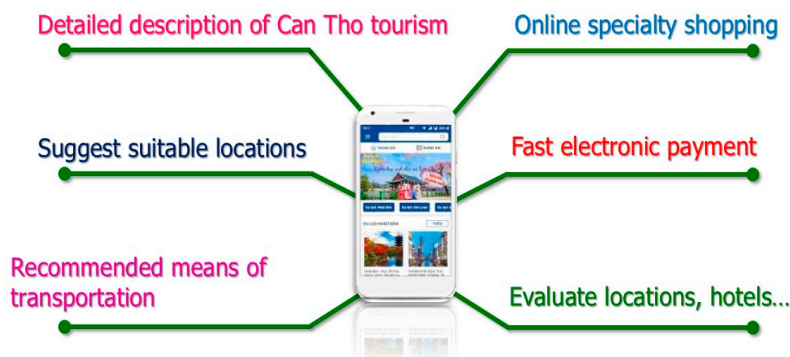 Detailed description of Can Tho tourism
Online specialty shopping
Suggest suitable locations
Fast electronic payment
Recommended means of
transportation
Evaluate locations, hotels...